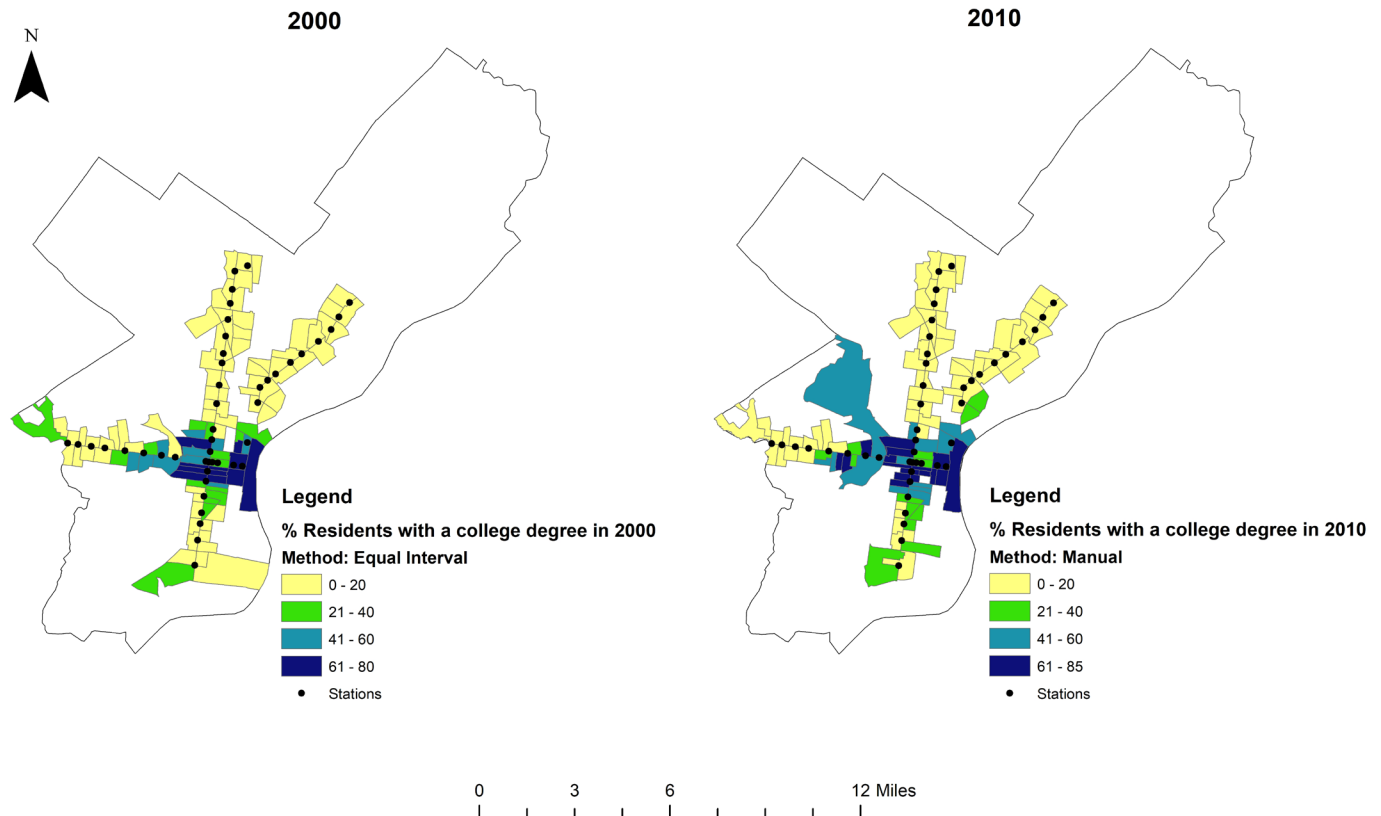 2000
2010
N
Legend
% Residents with a college degree in 2000
Method: Equal Interval
0 - 20
21 - 40
41 - 60
61 - 80
Stations
Legend
% Residents with a college degree in 2010
Method: Manual
0 - 20
21 - 40
41 - 60
61 - 85
Stations
0 3 6 12 Miles